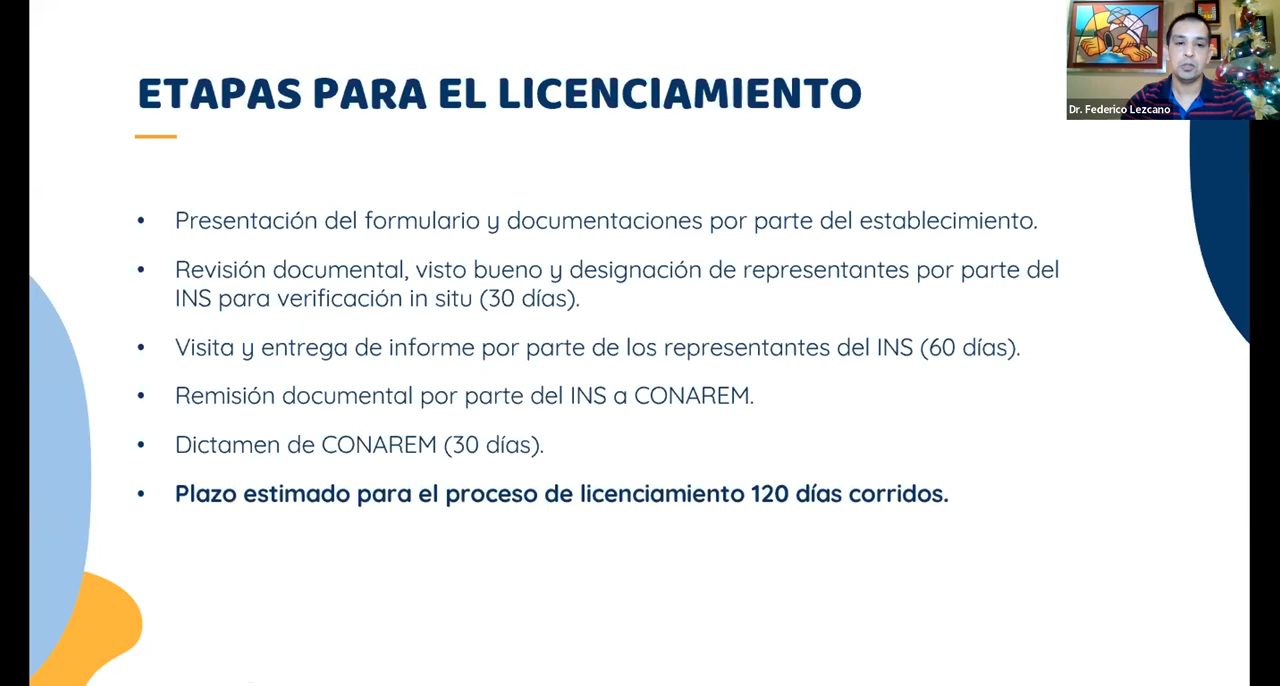 ETAPAS PARA EL LICENCIAMIENTO
Dr. Federico Lezcano
• Presentación del formulario y documentaciones por parte del establecimiento.
• Revisión documental, visto bueno y designación de representantes por parte del
INS para verificación in situ (30 días).
• Visita y entrega de informe por parte de los representantes del INS (60 días).
• Remisión documental por parte del INS a CONAREM.
• Dictamen de CONAREM (30 días).
• Plazo estimado para el proceso de licenciamiento 120 días corridos.